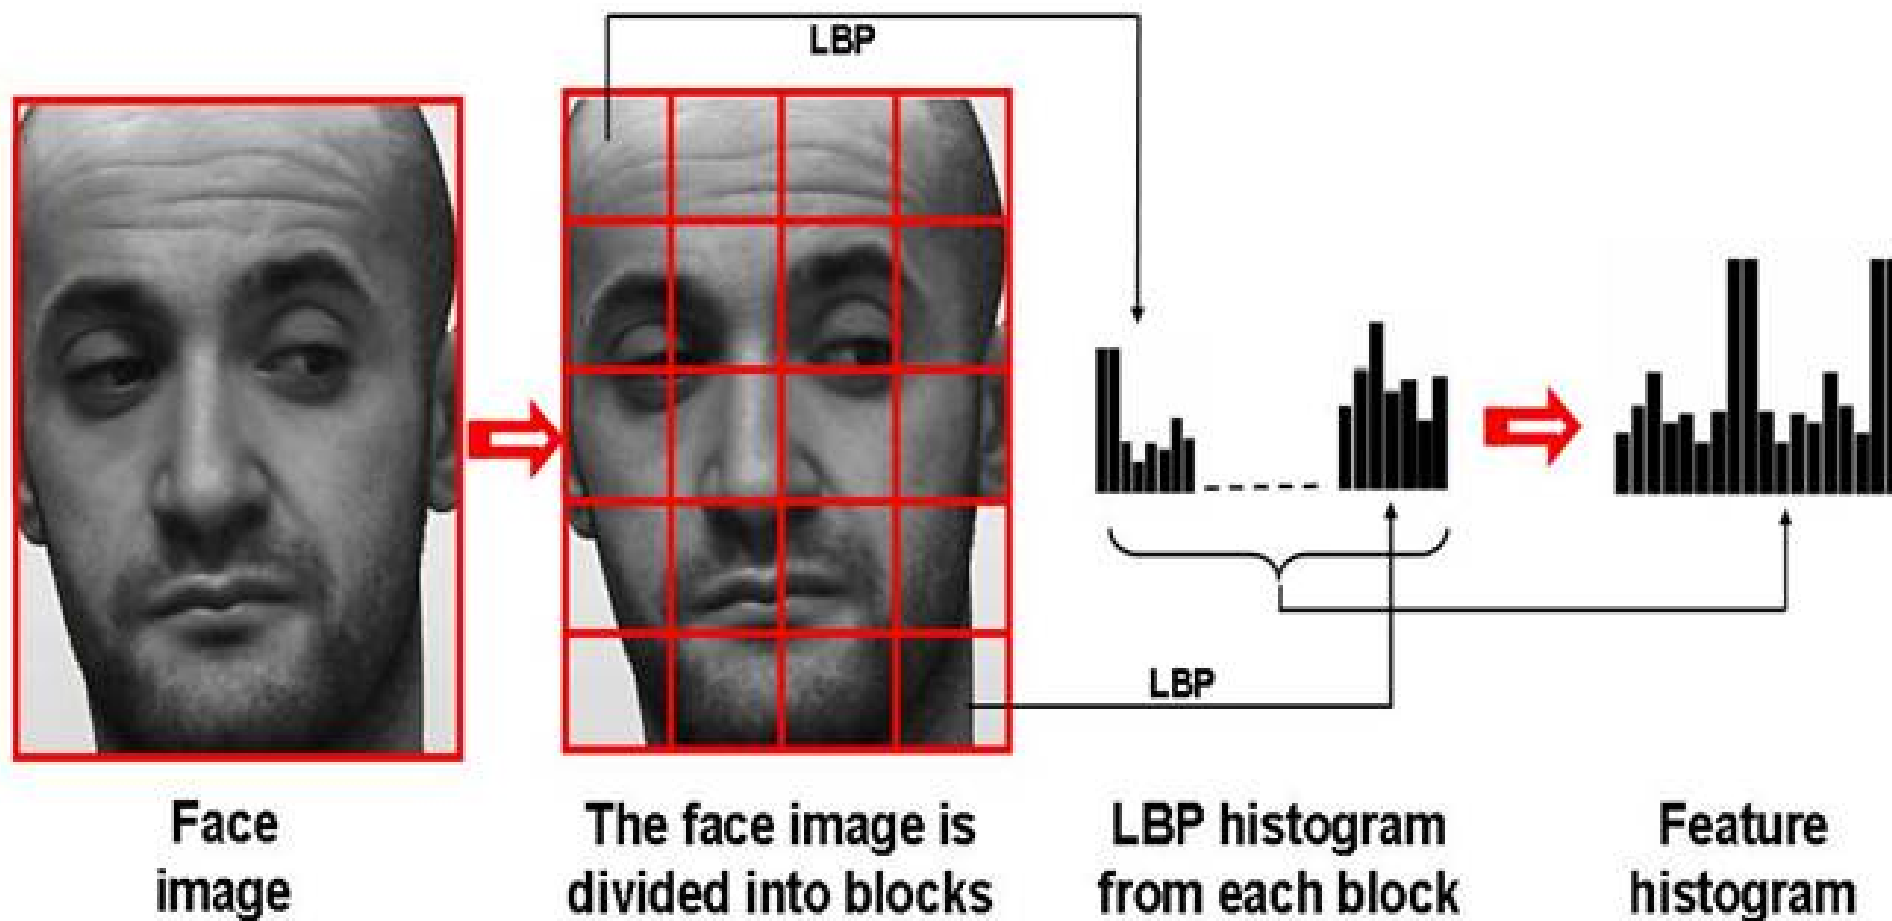 LBP
LBP
Face
image
The face image is
divided into blocks
LBP histogram
from each block
Feature
histogram